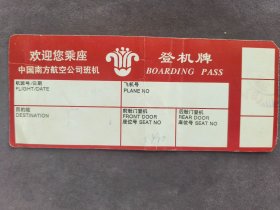 欢迎您乘座
中国南方航空公司班机
登机牌
BOARDING PASS
航班号/日期
FLIGHT/DATE
飞机号
PLANE NO
目的地
DESTINATION
前舱门登机
FRONT DOOR
座位号 SEAT NO
后舱门登机
REAR DOOR
座位号 SEAT NO